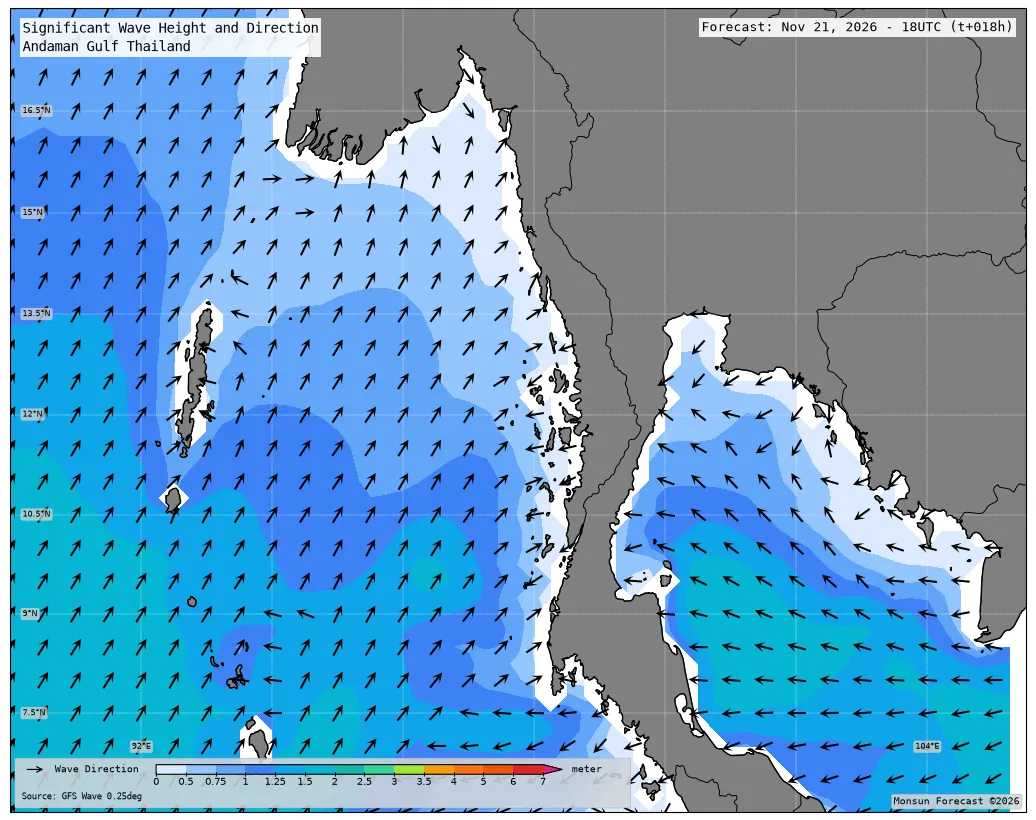 Significant Wave Height and Direction
Andaman Gulf Thailand
Forecast: Nov 21, 2026 - 18UTC (t+018h)
16.5°N
15°N
13.5°N
12°N
10.5°N
9°N
7.5°N
92°E
104°E
Wave Direction
0 0.5 0.75 1 1.25 1.5 2 2.5 3 3.5 4 5 6 7
meter
Source: GFS Wave 0.25deg
Monsun Forecast ©2026